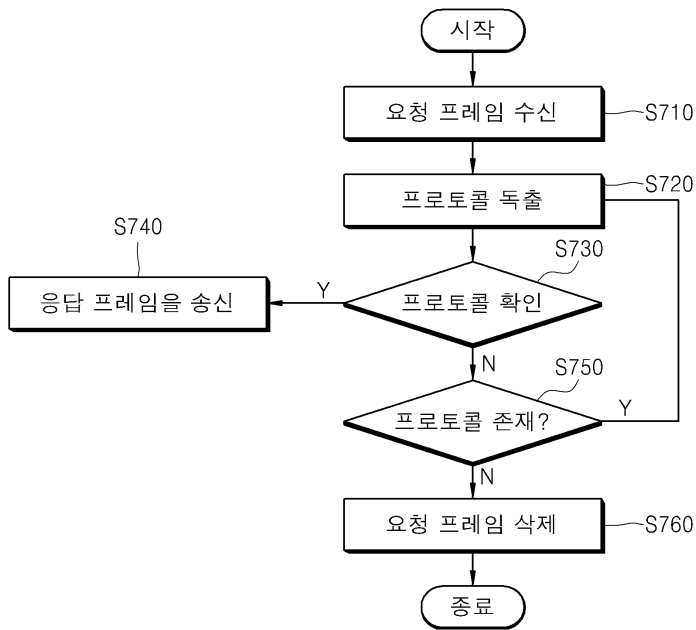 시작
요청 프레임 수신
S710
프로토콜 독출
S720
S740
S730
응답 프레임을 송신
Y
프로토콜 확인
N
S750
프로토콜 존재?
Y
N
요청 프레임 삭제
S760
종료